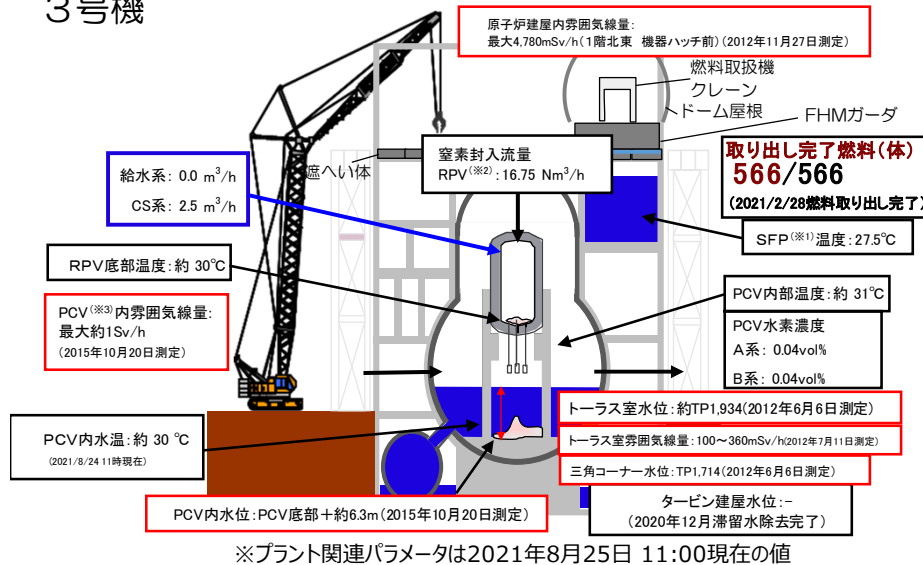 3号機
原子炉建屋内雰囲気線量:
最大4,780mSv/h(1階北東 機器ハッチ前)(2012年11月27日測定)
燃料取扱機
クレーン
ドーム屋根
FHMガーダ
遮へい体
窒素封入流量
RPV(※2):16.75 Nm³/h
取り出し完了燃料(体)
566/566
(2021/2/28燃料取り出し完了)
給水系: 0.0 m³/h
CS系: 2.5 m³/h
SFP(※1)温度:27.5℃
RPV底部温度:約 30℃
PCV内部温度:約 31℃
PCV(※3)内雰囲気線量:
最大約1Sv/h
(2015年10月20日測定)
PCV水素濃度
A系: 0.04vol%
B系: 0.04vol%
トーラス室水位:約TP1,934(2012年6月6日測定)
トーラス室雰囲気線量:100~360mSv/h(2012年7月11日測定)
三角コーナー水位:TP1,714(2012年6月6日測定)
PCV内水温:約 30 ℃
(2021/8/24 11時現在)
タービン建屋水位:-
(2020年12月滞留水除去完了)
PCV内水位:PCV底部+約6.3m(2015年10月20日測定)
※プラント関連パラメータは2021年8月25日 11:00現在の値